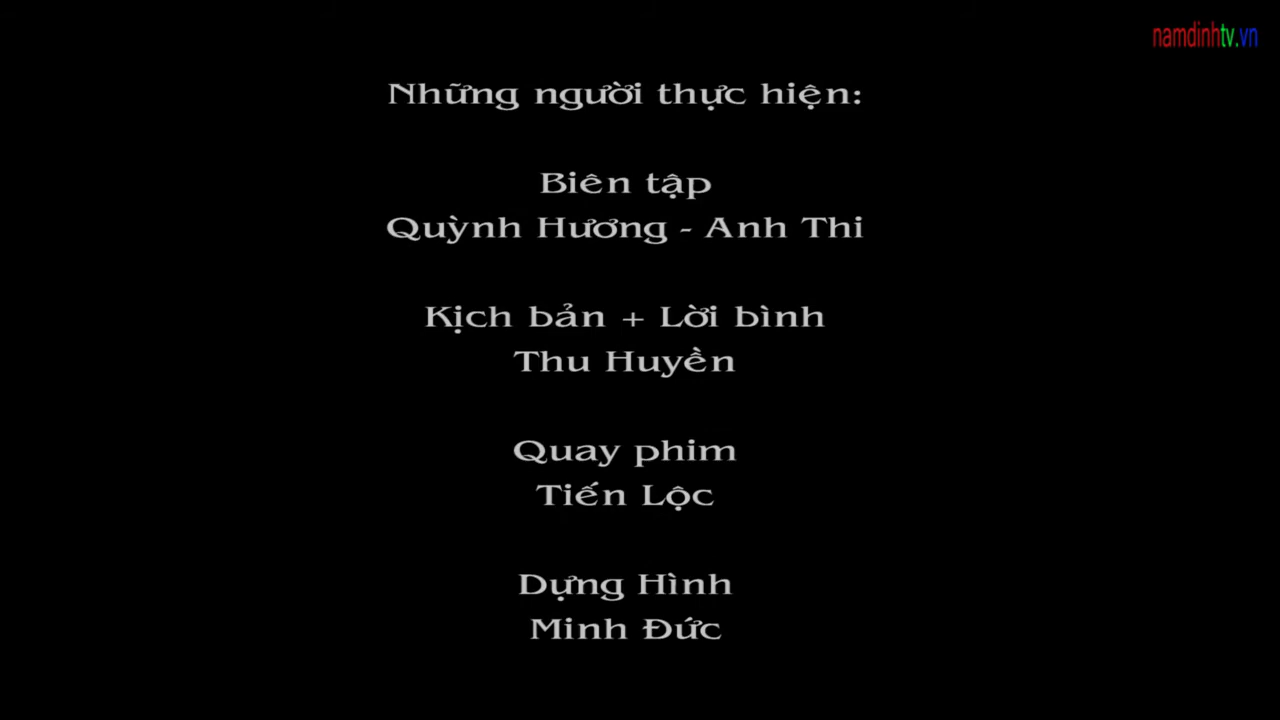 namdinhtv.vn
Những người thực hiện:
Biên tập
Quỳnh Hương - Anh Thi
Kịch bản + Lời bình
Thu Huyền
Quay phim
Tiến Lộc
Dựng Hình
Minh Đức